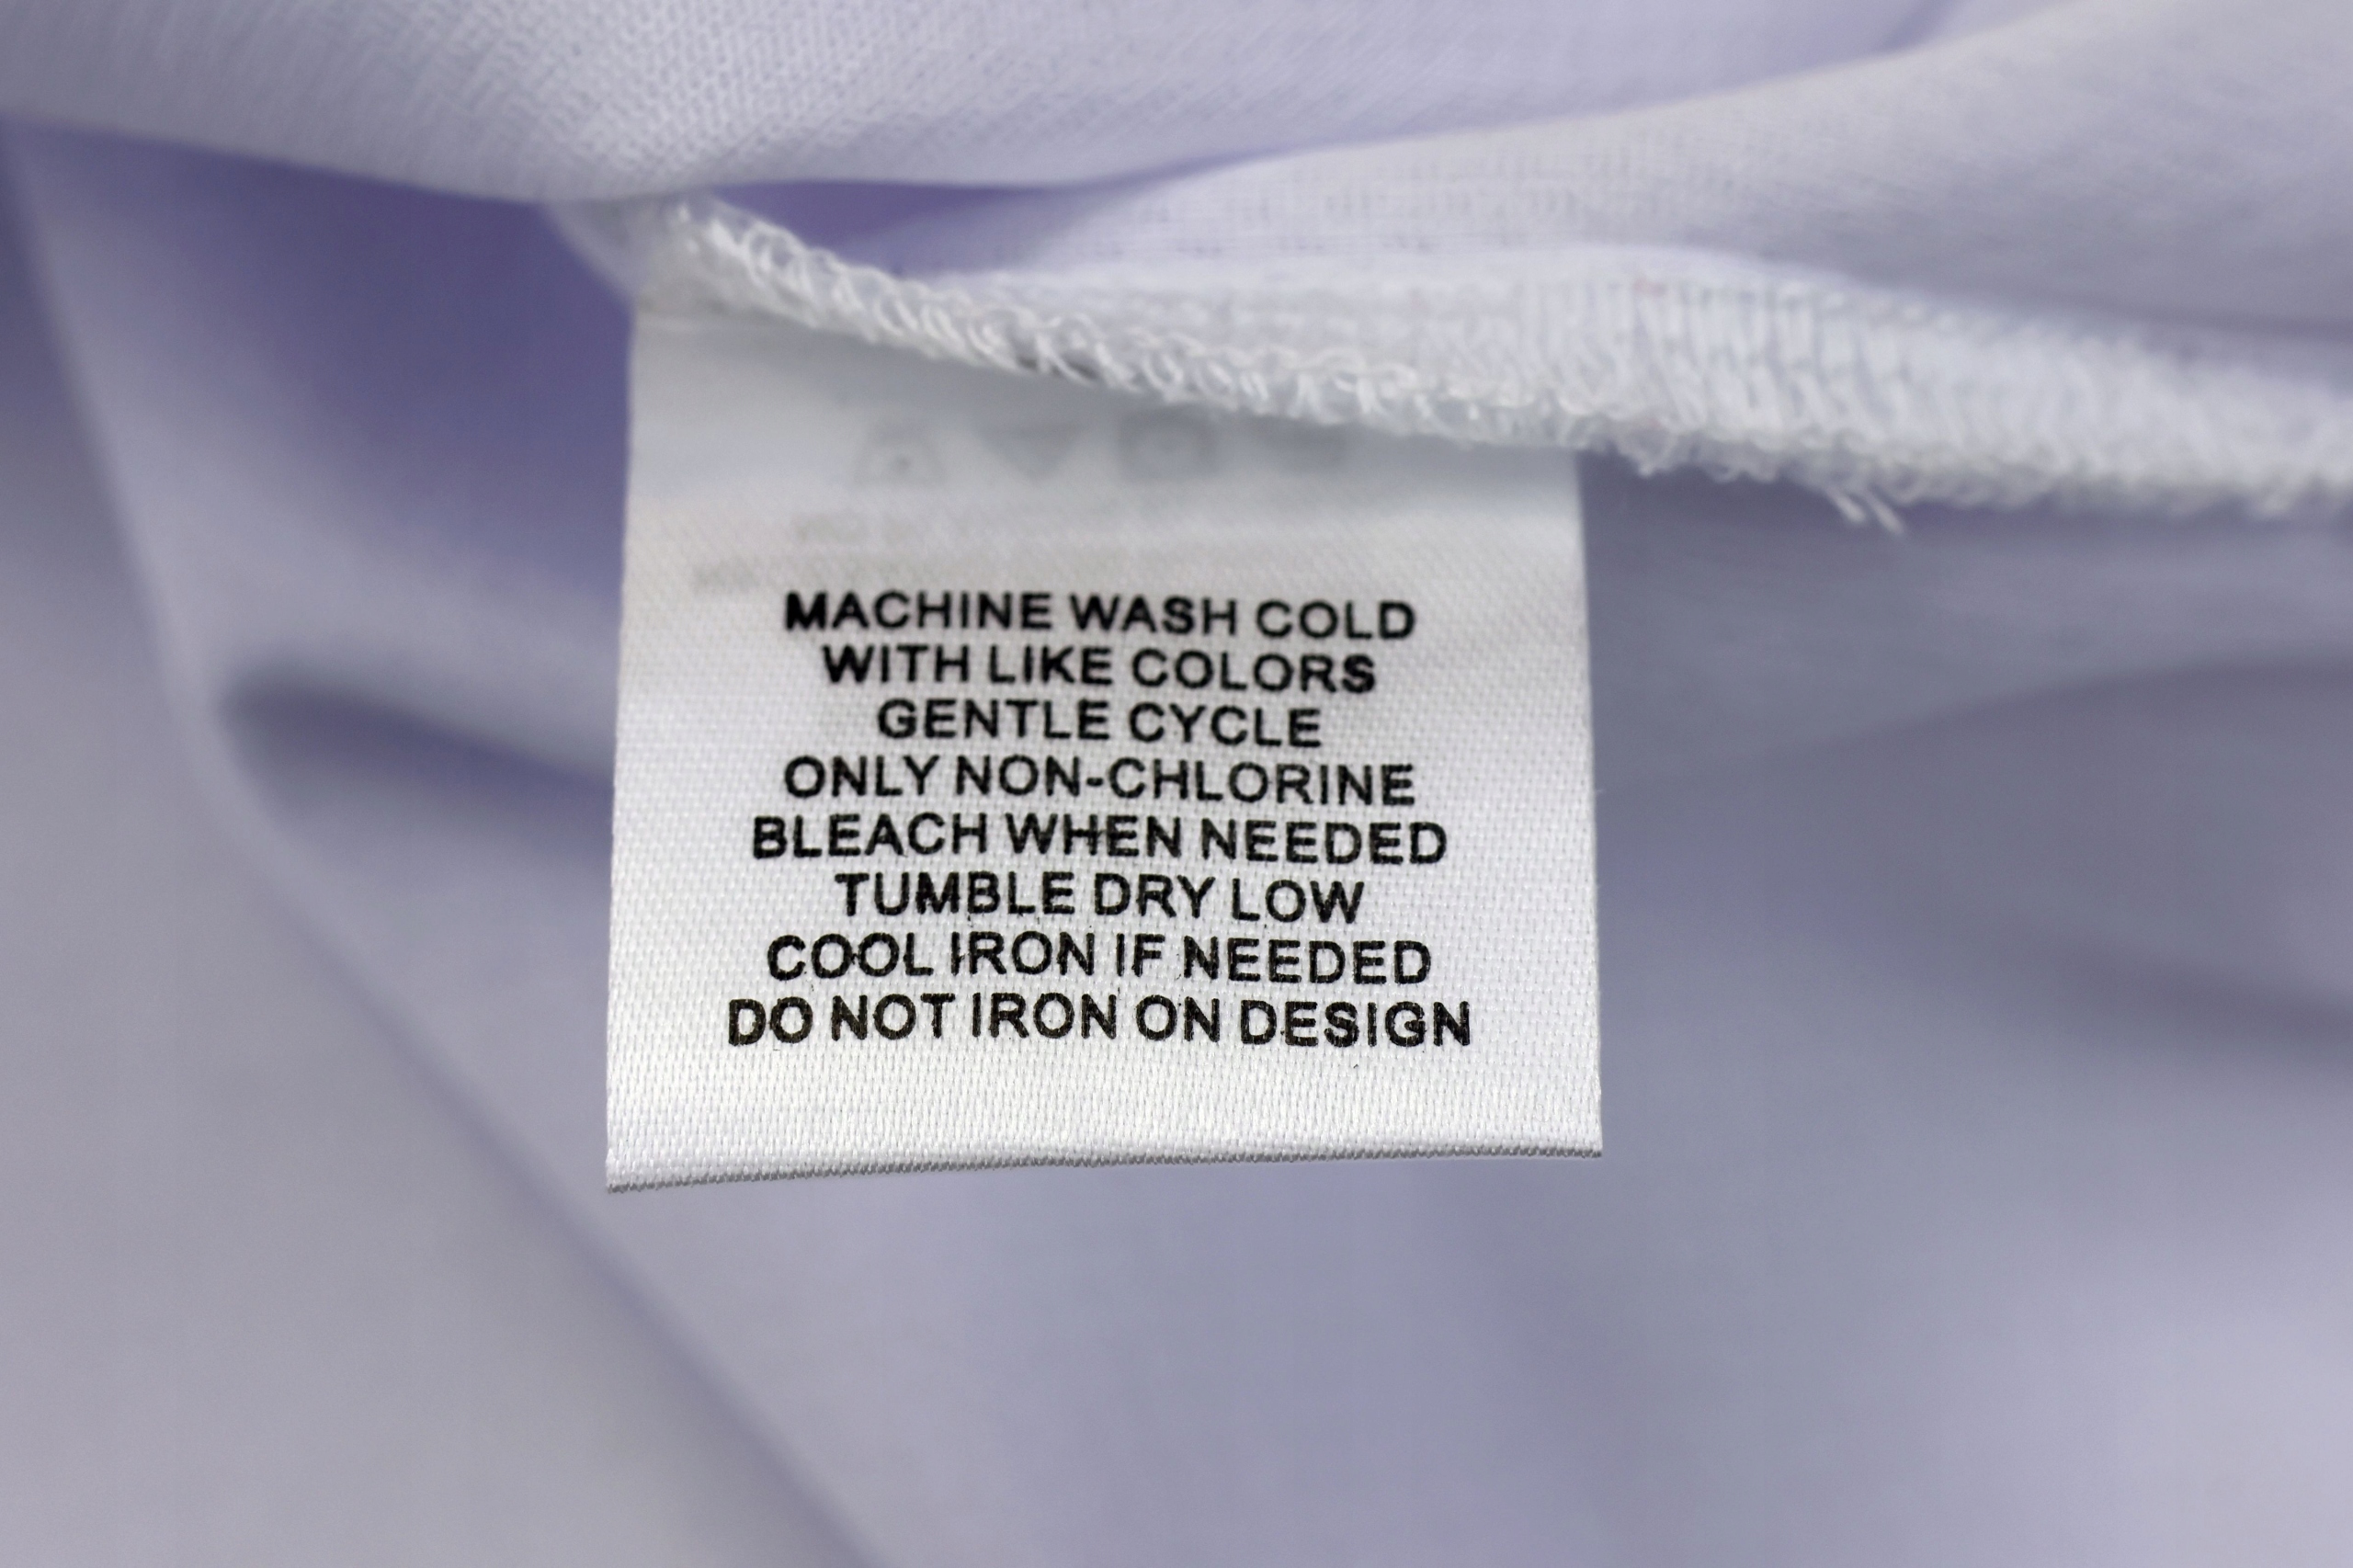 MACHINE WASH COLD
WITH LIKE COLORS
GENTLE CYCLE
ONLY NON-CHLORINE
BLEACH WHEN NEEDED
TUMBLE DRY LOW
COOL IRON IF NEEDED
DO NOT IRON ON DESIGN